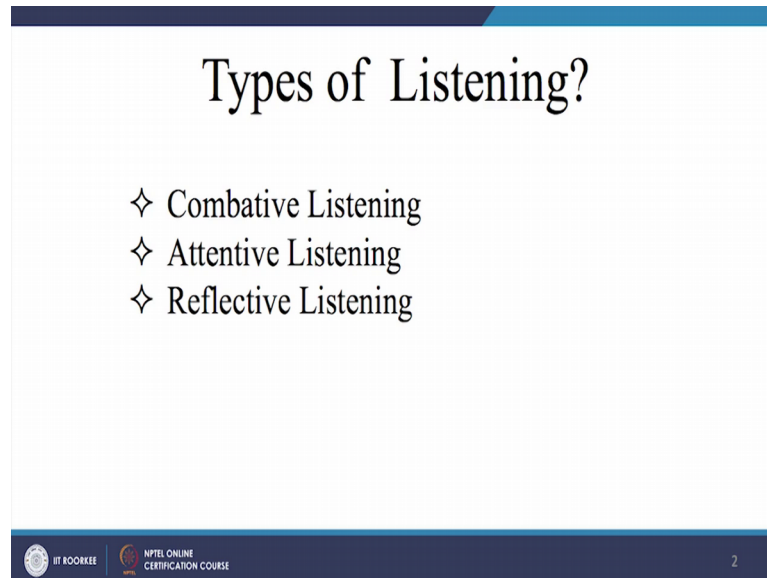 Types of Listening?
✧ Combative Listening
✧ Attentive Listening
✧ Reflective Listening
IIT ROORKEE
NPTEL ONLINE
CERTIFICATION COURSE
2